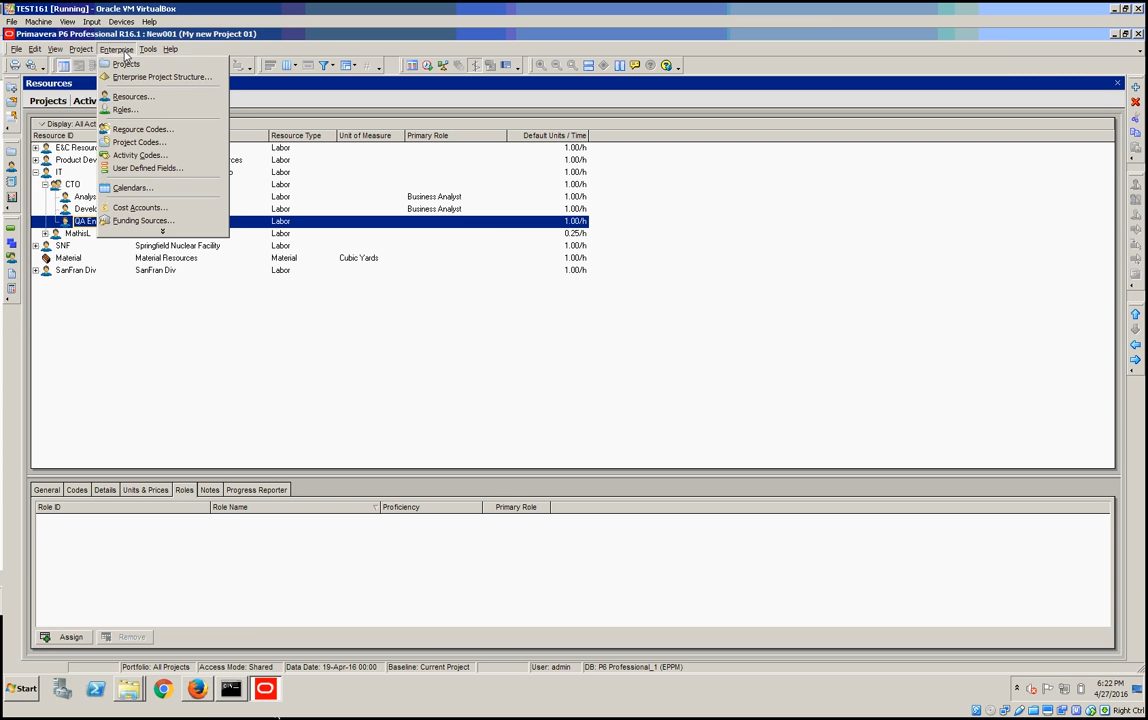 TEST161 [Running] - Oracle VM VirtualBox
File Machine View Input Devices Help
Primavera P6 Professional R16.1 : New001 (My new Project 01)
File Edit View Project Enterprise Tools Help
Projects
Enterprise Project Structure...
Resources...
Roles...
Resource Codes...
Project Codes...
Activity Codes...
User Defined Fields...
Calendars...
Cost Accounts...
Funding Sources...
Resources
Projects Activ
Display: All Act
Resource ID Resource Type Unit of Measure Primary Role Default Units / Time
E&C Resour Labor 1.00/h
Product Dev urces Labor 1.00/h
IT Labor 1.00/h
CTO Labor 1.00/h
Analys Labor Business Analyst 1.00/h
Develo Labor Business Analyst 1.00/h
QA En Labor 1.00/h
MathisL Labor 0.25/h
SNF Springfield Nuclear Facility Labor 1.00/h
Material Material Resources Material Cubic Yards 1.00/h
SanFran Div SanFran Div Labor 1.00/h
General Codes Details Units & Prices Roles Notes Progress Reporter
Role ID Role Name Proficiency Primary Role
Assign Remove
Portfolio: All Projects Access Mode: Shared Data Date: 19-Apr-16 00:00 Baseline: Current Project User: admin DB: P6 Professional_1 (EPPM)
Start
6:22 PM
4/27/2016
Right Ctrl